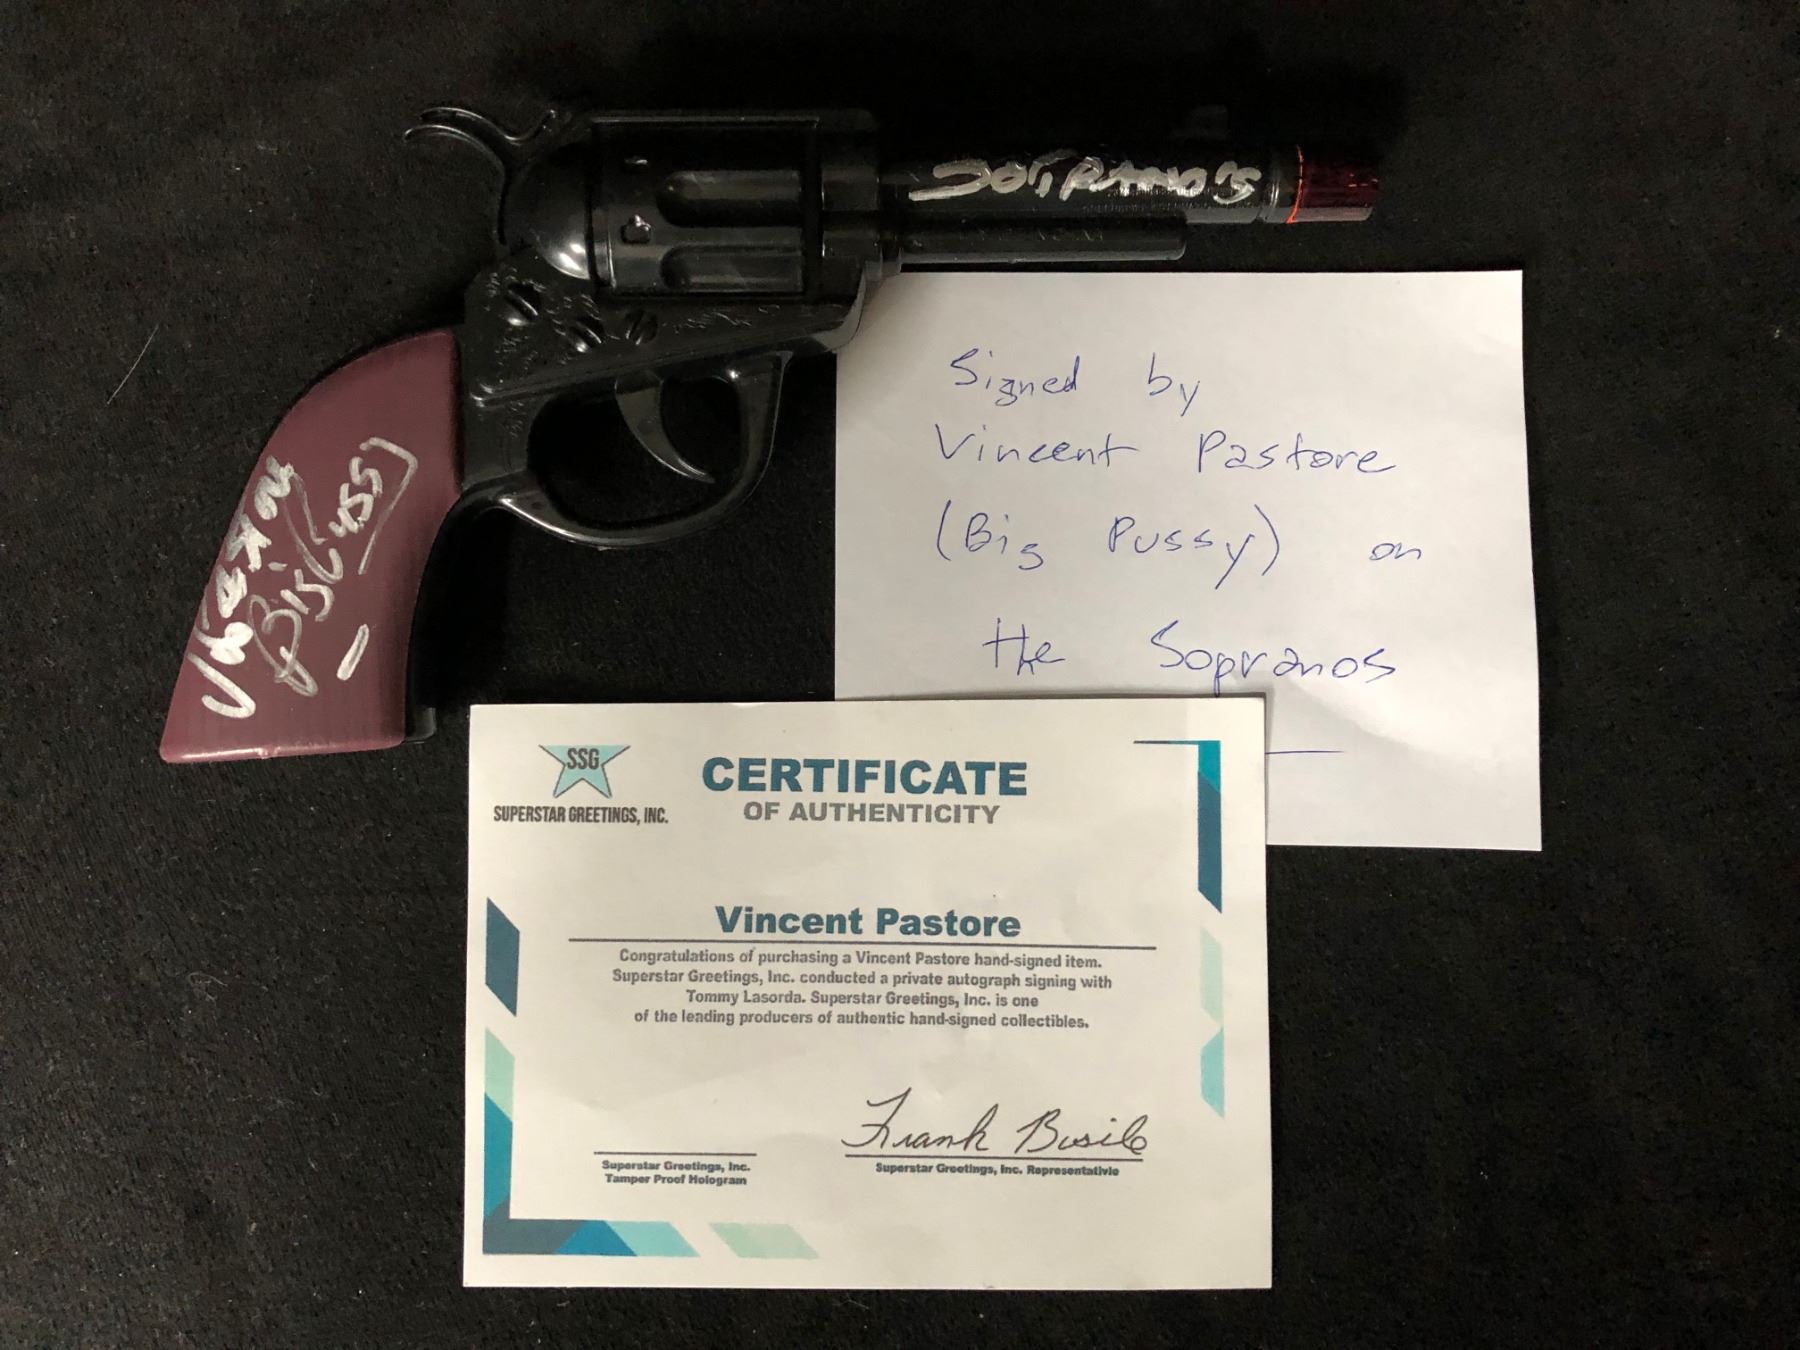 Sopranos
Big Pussy
Signed by
Vincent Pastore
(Big Pussy) on
the Sopranos
SSG
SUPERSTAR GREETINGS, INC.
CERTIFICATE
OF AUTHENTICITY
Vincent Pastore
Congratulations of purchasing a Vincent Pastore hand-signed item.
Superstar Greetings, Inc. conducted a private autograph signing with
Tommy Lasorda. Superstar Greetings, Inc. is one
of the leading producers of authentic hand-signed collectibles.
Frank Basile
Superstar Greetings, Inc.
Tamper Proof Hologram
Superstar Greetings, Inc. Representativie